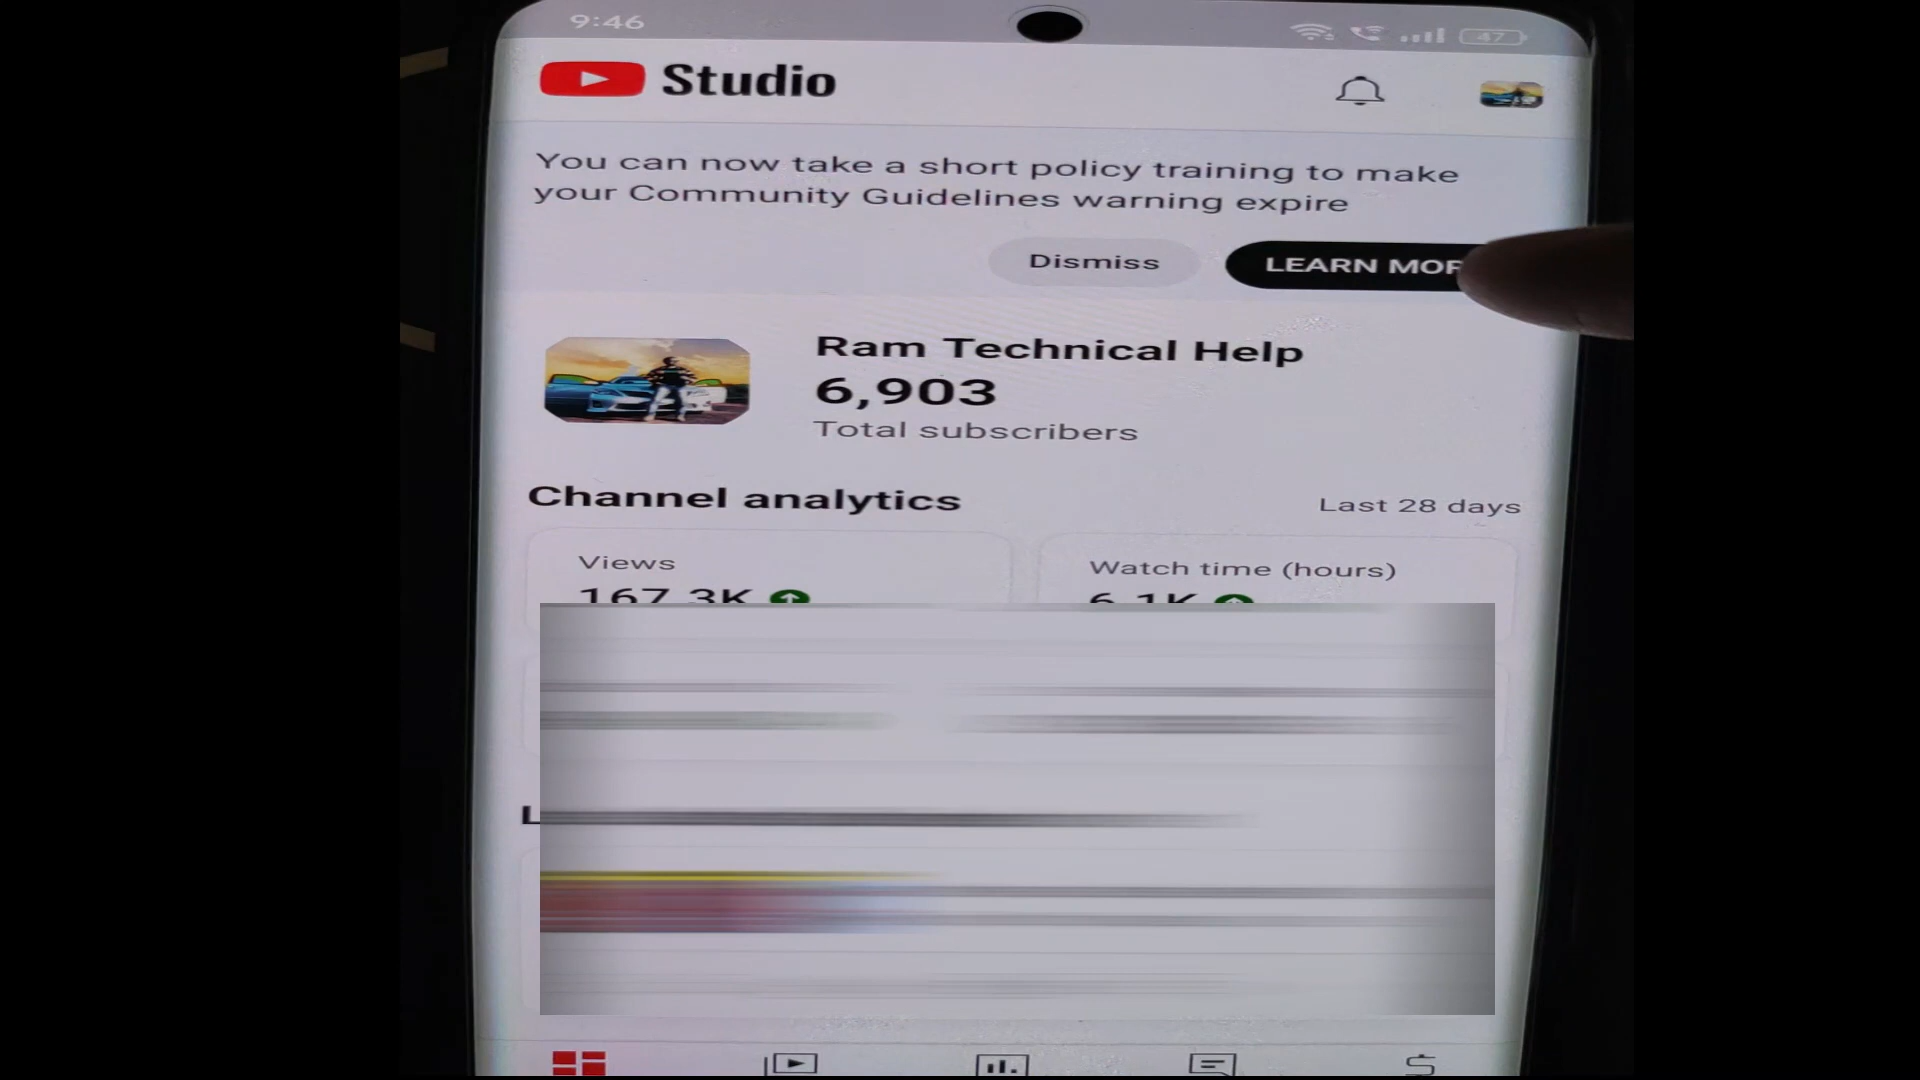 9:46
47
Studio
You can now take a short policy training to make
your Community Guidelines warning expire
Dismiss
LEARN MOR
Ram Technical Help
6,903
Total subscribers
Channel analytics
Last 28 days
Views
Watch time (hours)
167.3K
6.1K
L